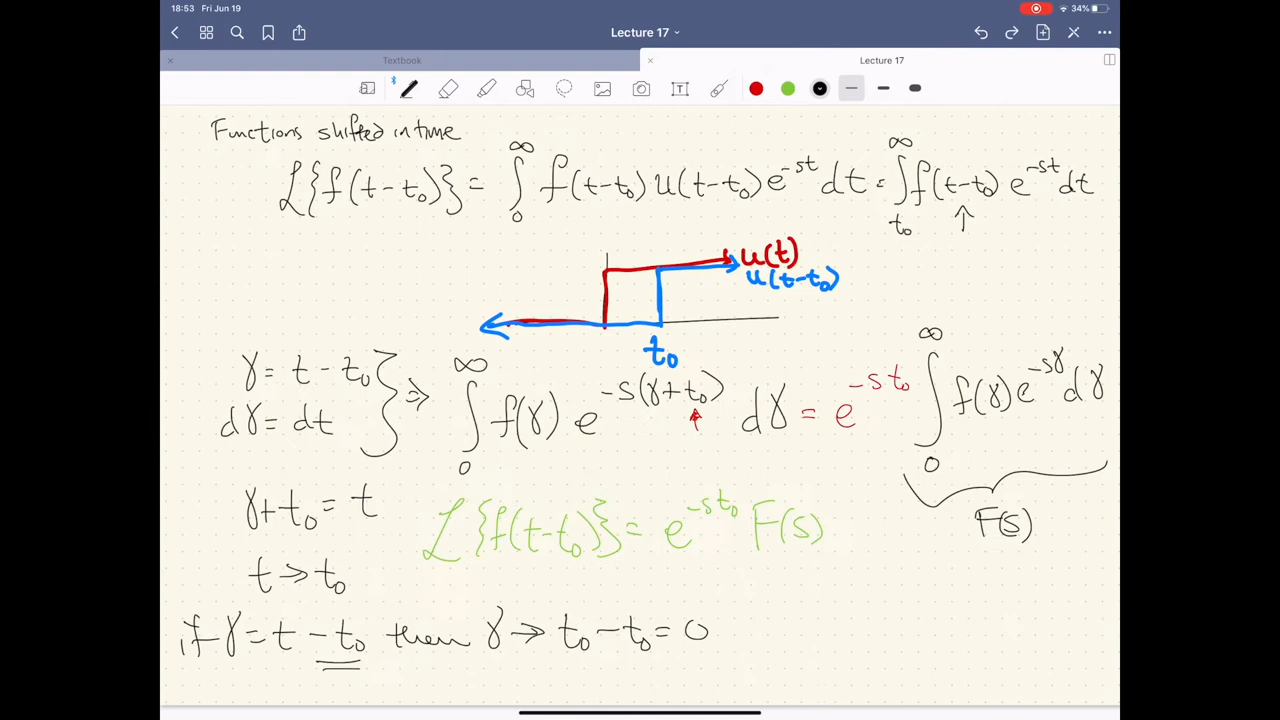 18:53 Fri Jun 19
34%
Lecture 17
Textbook
Lecture 17
T
Functions shifted in time
ℒ{f(t-t₀)} = ∫₀^∞ f(t-t₀) u(t-t₀) e^{-st} dt = ∫_{t₀}^∞ f(t-t₀) e^{-st} dt
↑
u(t)
u(t-t₀)
t₀
γ = t - t₀
dγ = dt
} ⇒ ∫₀^∞ f(γ) e^{-s(γ+t₀)} dγ = e^{-st₀} ∫₀^∞ f(γ) e^{-sγ} dγ
F(s)
γ+t₀ = t
ℒ{f(t-t₀)} = e^{-st₀} F(s)
t → t₀
if γ = t - t₀ then γ → t₀ - t₀ = 0